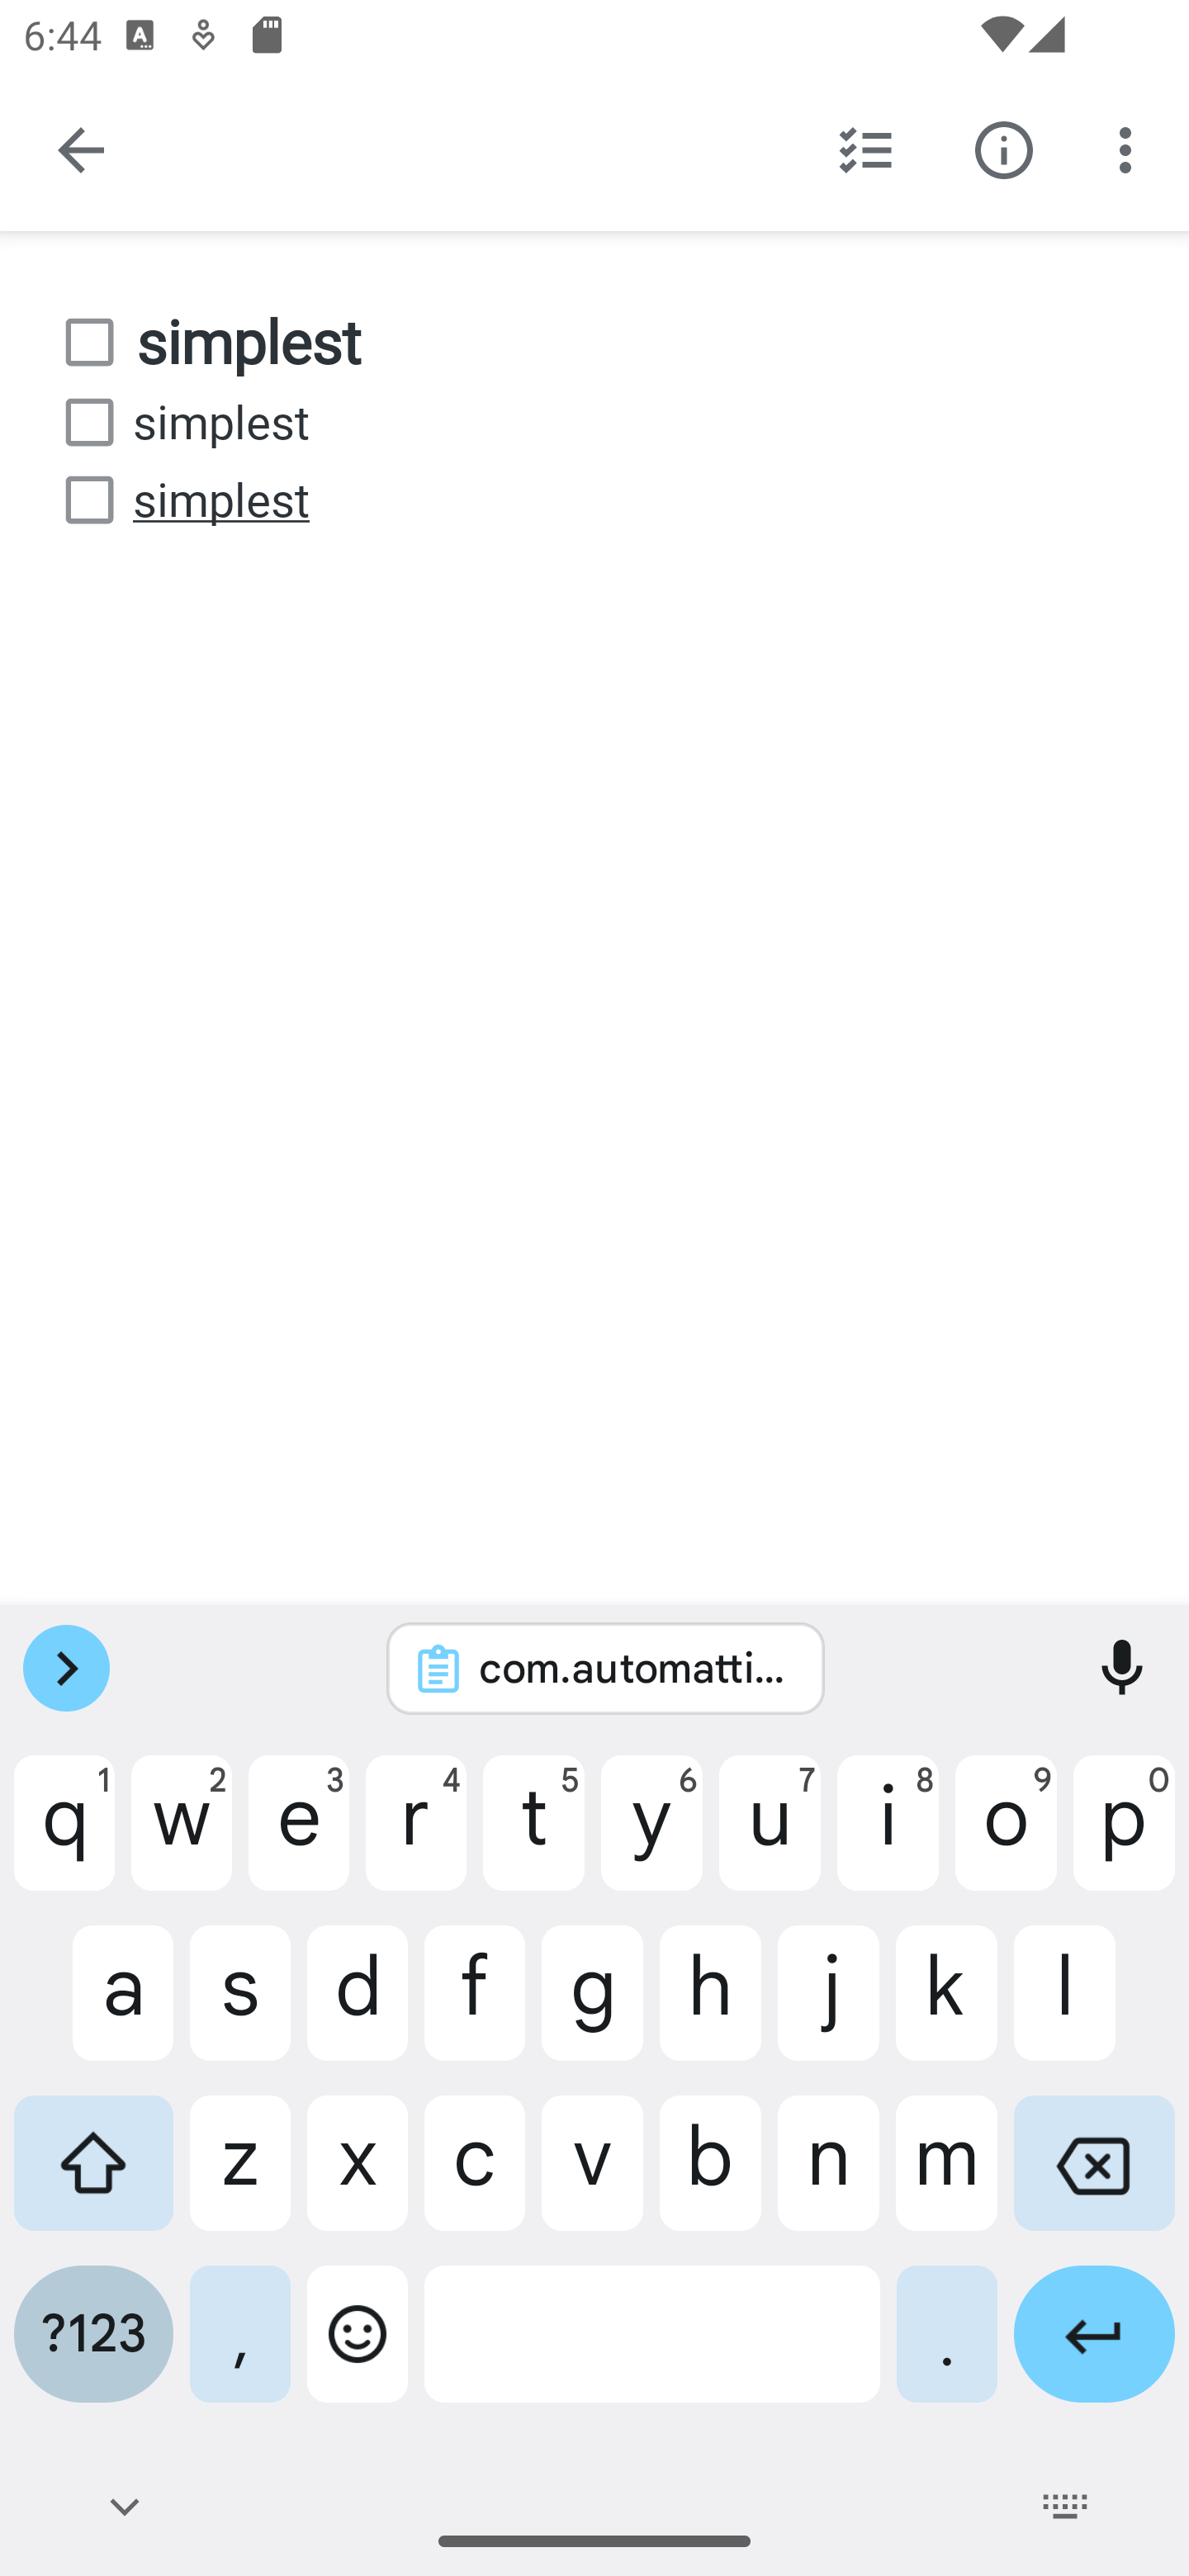 6:44
simplest
simplest
simplest
com.automatti...
q 1 w 2 e 3 r 4 t 5 y 6 u 7 i 8 o 9 p 0
a s d f g h j k l
z x c v b n m
?123 , .